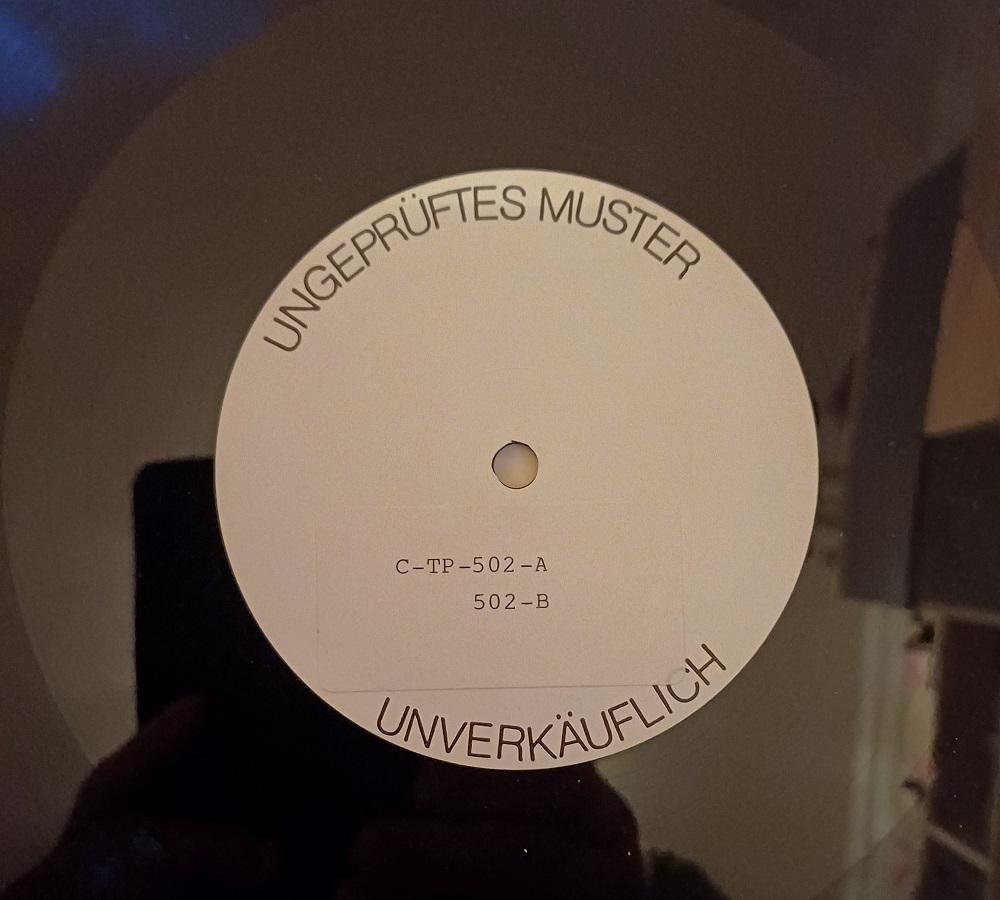 UNGEPRÜFTES MUSTER
C-TP-502-A
502-B
UNVERKÄUFLICH